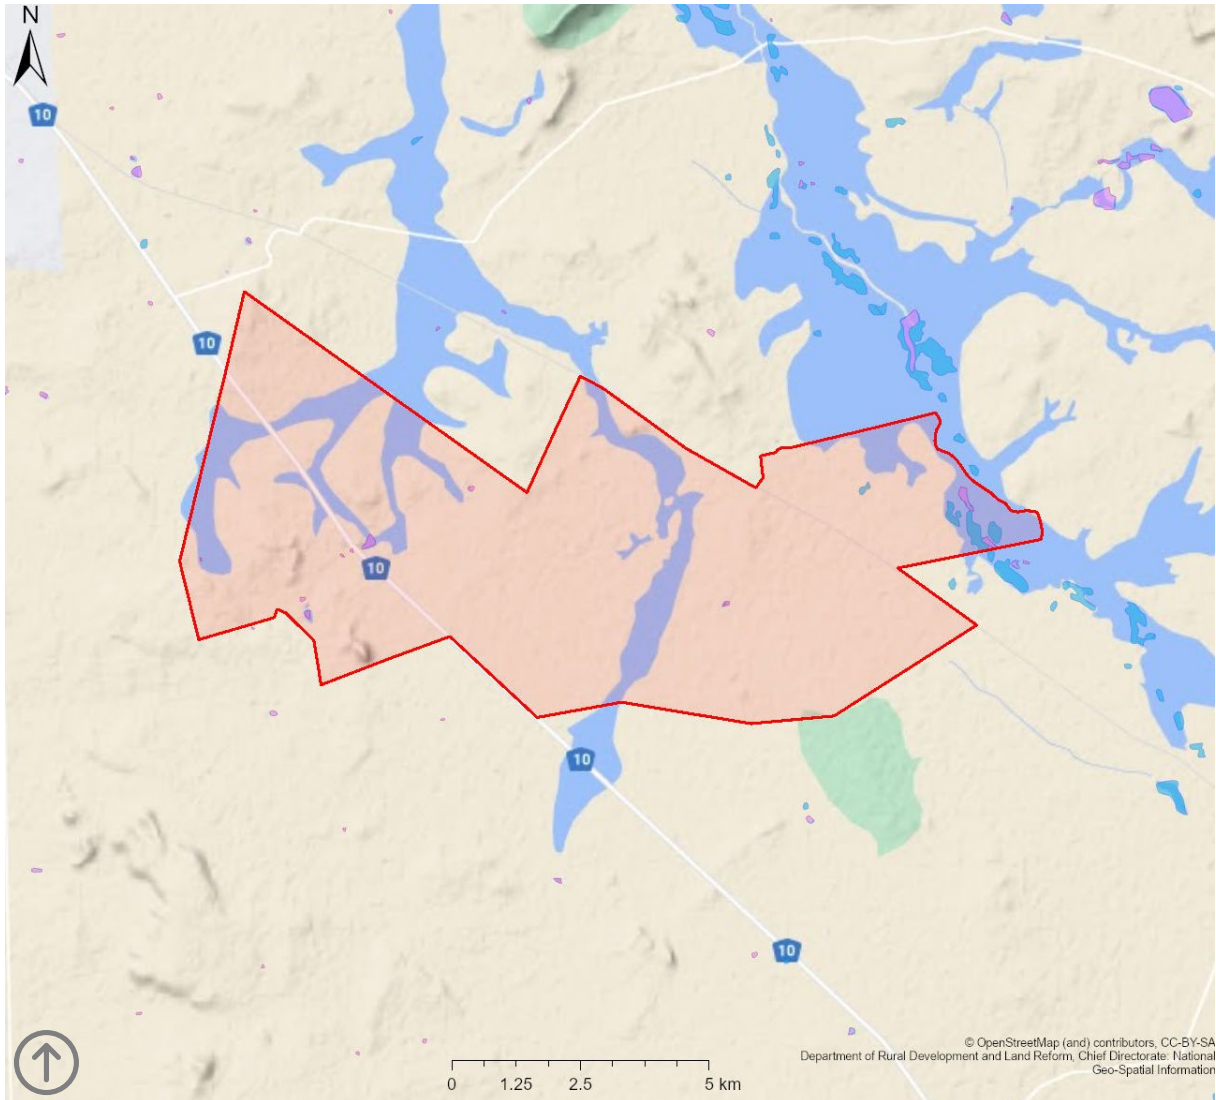 N
10
10
10
10
10
0 1.25 2.5 5 km
© OpenStreetMap (and) contributors, CC-BY-SA
Department of Rural Development and Land Reform, Chief Directorate: National
Geo-Spatial Information